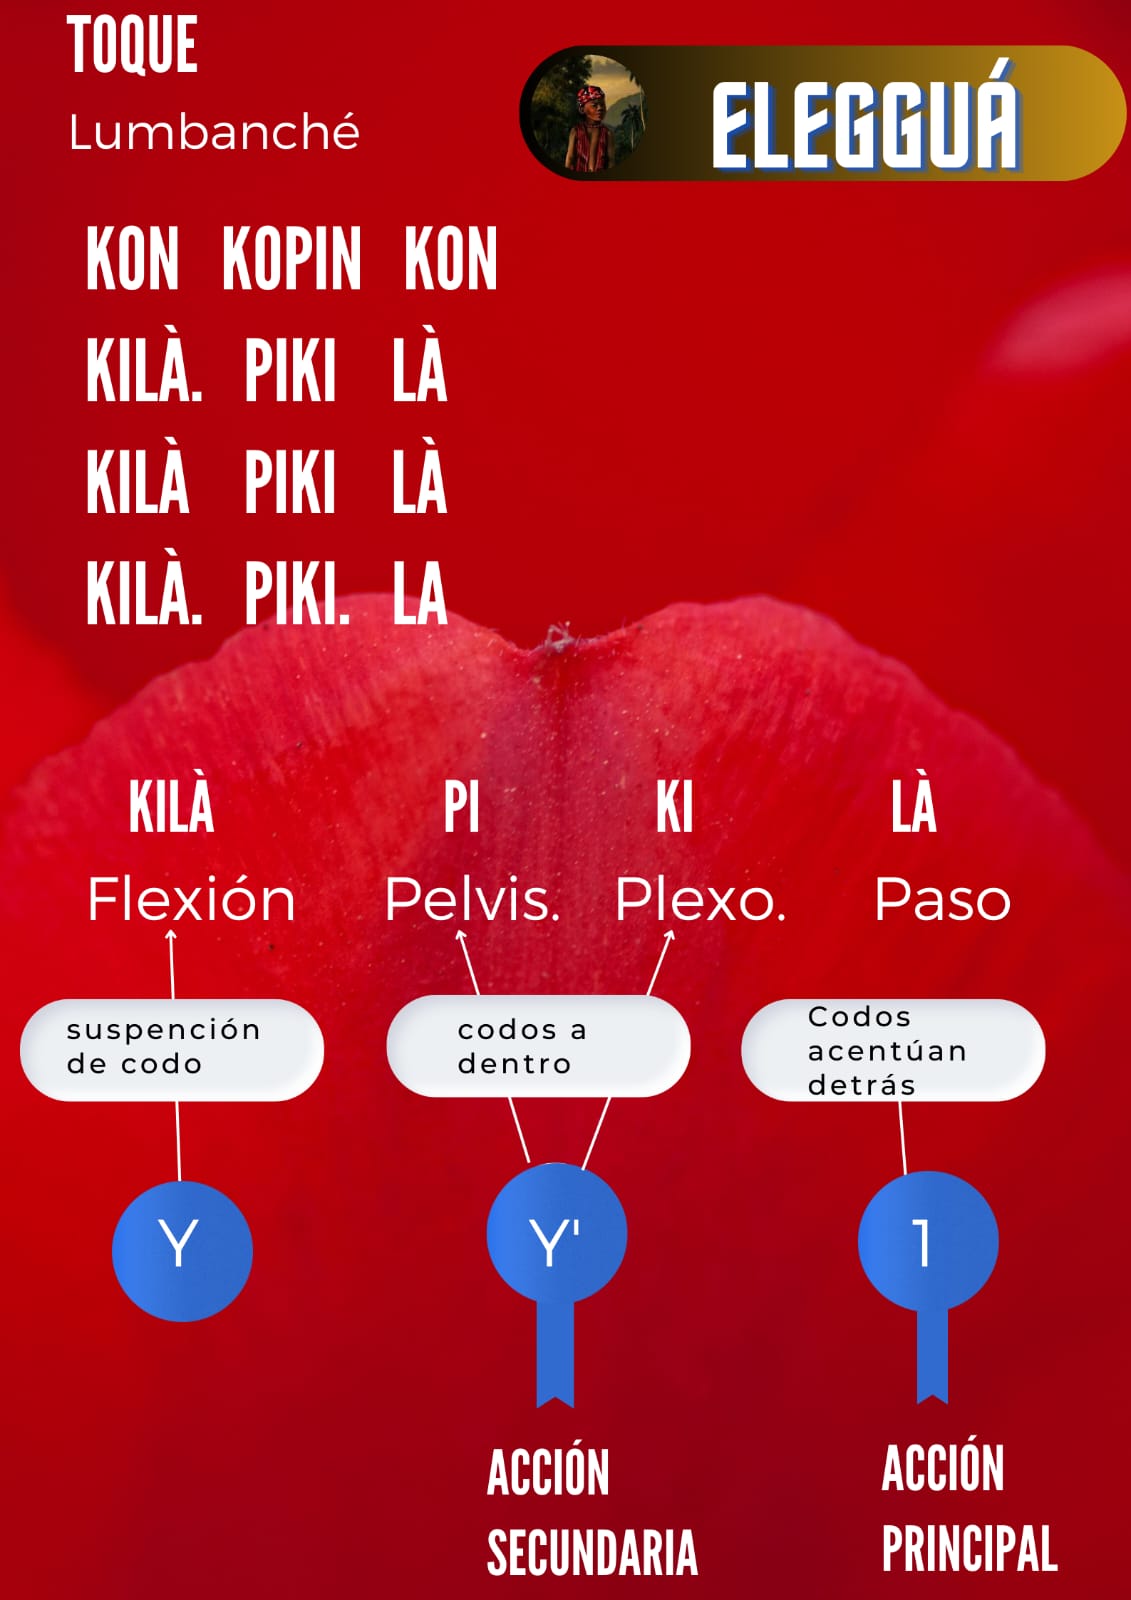 TOQUE
Lumbanché
ELEGGUÁ
KON KOPIN KON
KILÀ. PIKI LÀ
KILÀ PIKI LÀ
KILÀ. PIKI. LA
KILÀ PI KI LÀ
Flexión Pelvis. Plexo. Paso
suspención
de codo
codos a
dentro
Codos
acentúan
detrás
Y Y' 1
ACCIÓN
SECUNDARIA
ACCIÓN
PRINCIPAL